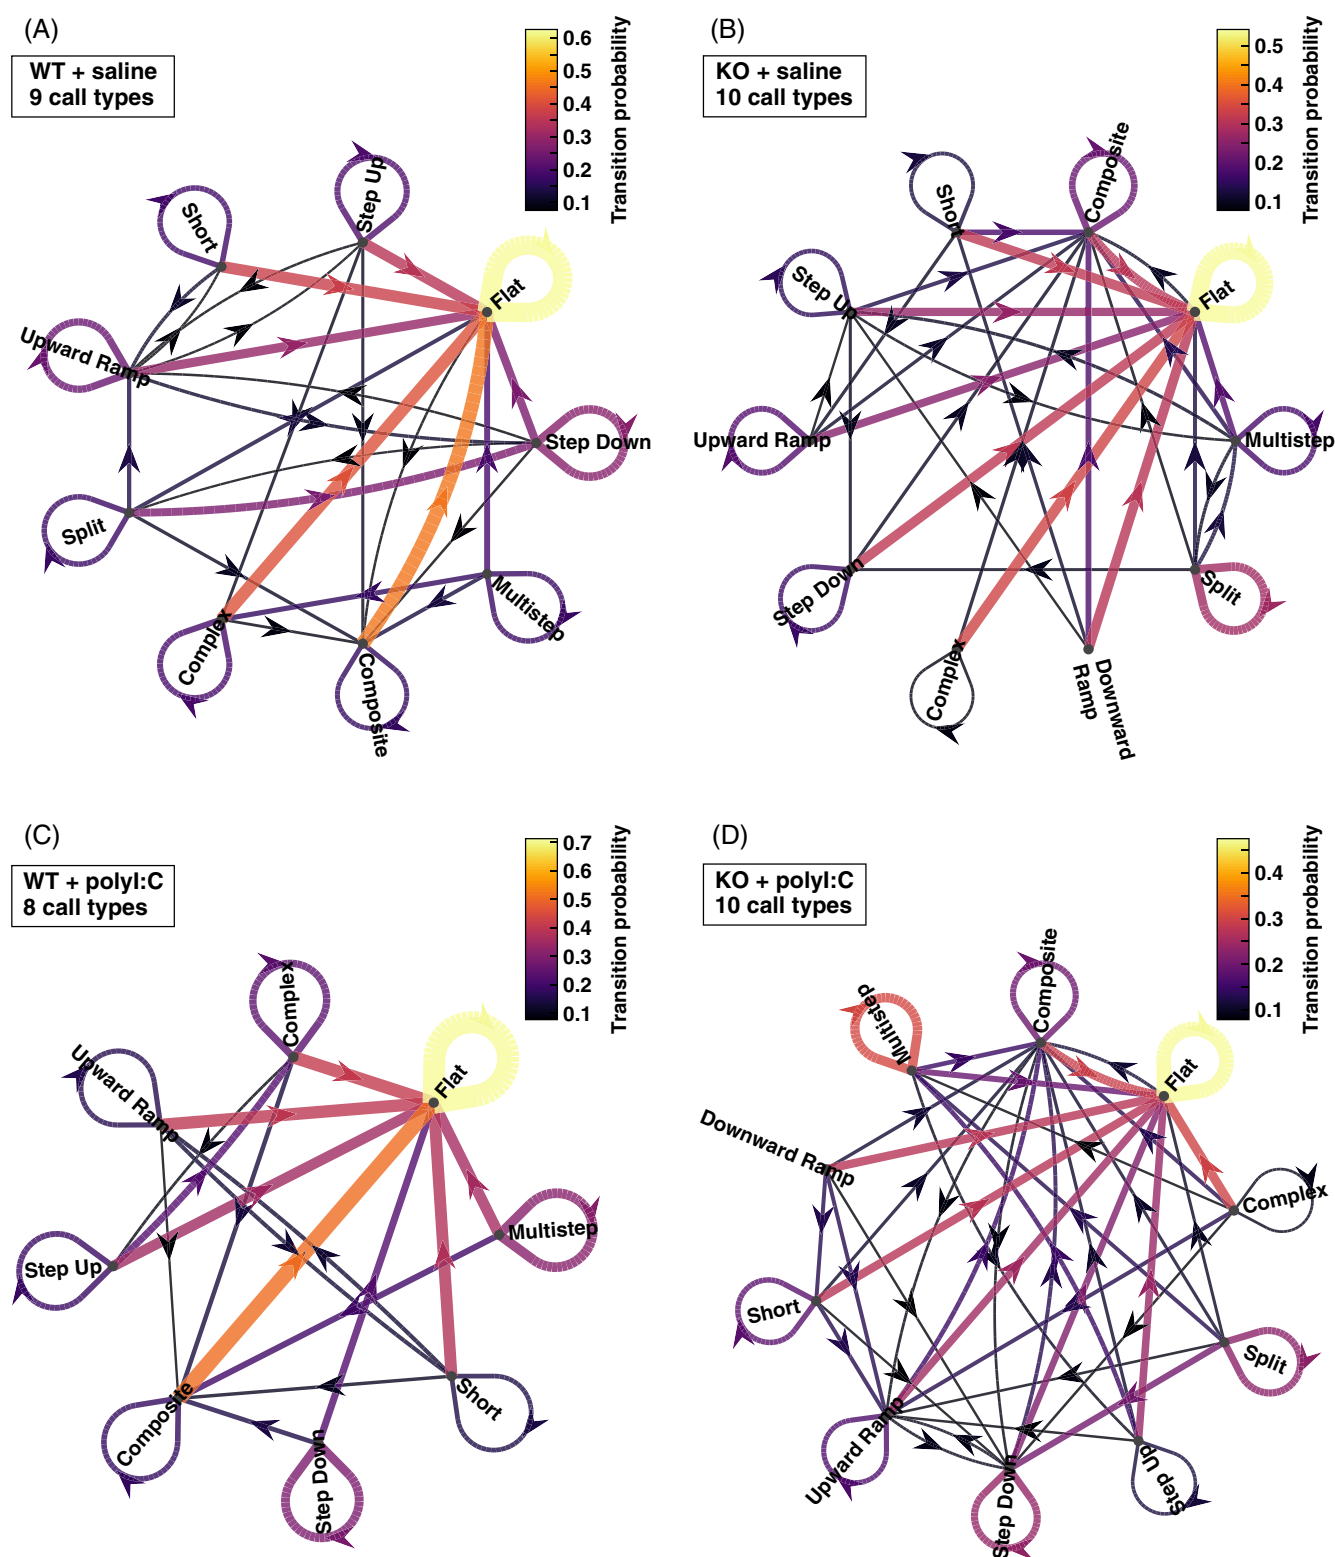 (A)
WT + saline
9 call types
0.6
0.5
0.4
0.3
0.2
0.1
Transition probability
Step Up
Short
Flat
Upward Ramp
Step Down
Split
Multistep
Complex
Composite
(B)
KO + saline
10 call types
0.5
0.4
0.3
0.2
0.1
Transition probability
Composite
Short
Step Up
Flat
Upward Ramp
Multistep
Step Down
Split
Complex
Downward
Ramp
(C)
WT + polyI:C
8 call types
0.7
0.6
0.5
0.4
0.3
0.2
0.1
Transition probability
Complex
Upward Ramp
Flat
Multistep
Step Up
Short
Composite
Step Down
(D)
KO + polyI:C
10 call types
0.4
0.3
0.2
0.1
Transition probability
Composite
Multistep
Flat
Downward Ramp
Complex
Short
Split
Upward Ramp
Step Up
Step Down